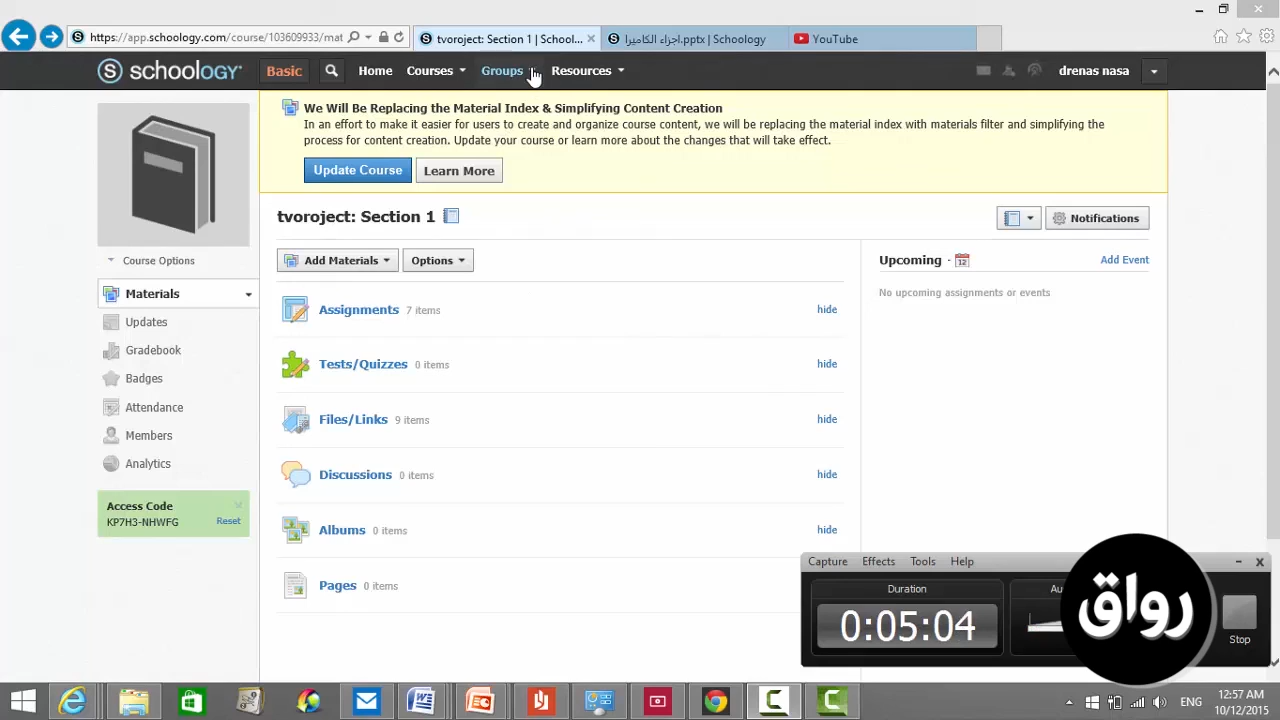 https://app.schoology.com/course/103609933/mat
tvoroject: Section 1 | School...
اجزاء الكاميرا.pptx | Schoology
YouTube
S schoology
Basic
Home
Courses
Groups
Resources
drenas nasa
We Will Be Replacing the Material Index & Simplifying Content Creation
In an effort to make it easier for users to create and organize course content, we will be replacing the material index with materials filter and simplifying the
process for content creation. Update your course or learn more about the changes that will take effect.
Update Course
Learn More
tvoroject: Section 1
Notifications
Course Options
Add Materials
Options
Upcoming
12
Add Event
No upcoming assignments or events
Materials
Updates
Gradebook
Badges
Attendance
Members
Analytics
Access Code
KP7H3-NHWFG
Reset
Assignments 7 items
hide
Tests/Quizzes 0 items
hide
Files/Links 9 items
hide
Discussions 0 items
hide
Albums 0 items
hide
Pages 0 items
Capture
Effects
Tools
Help
Duration
0:05:04
رواق
Stop
ENG
12:57 AM
10/12/2015